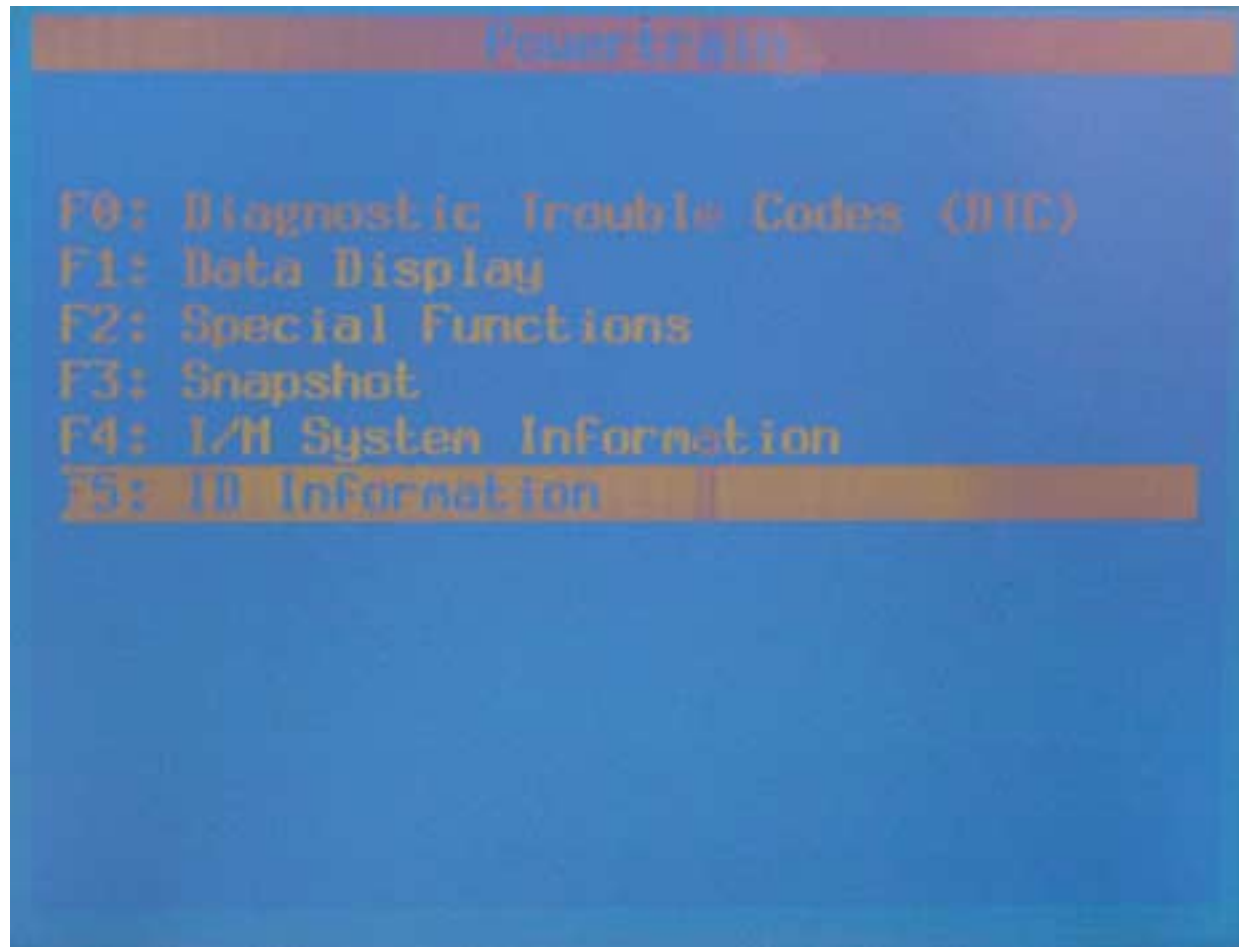 Powertrain
F0: Diagnostic Trouble Codes (DTC)
F1: Data Display
F2: Special Functions
F3: Snapshot
F4: I/M System Information
F5: ID Information